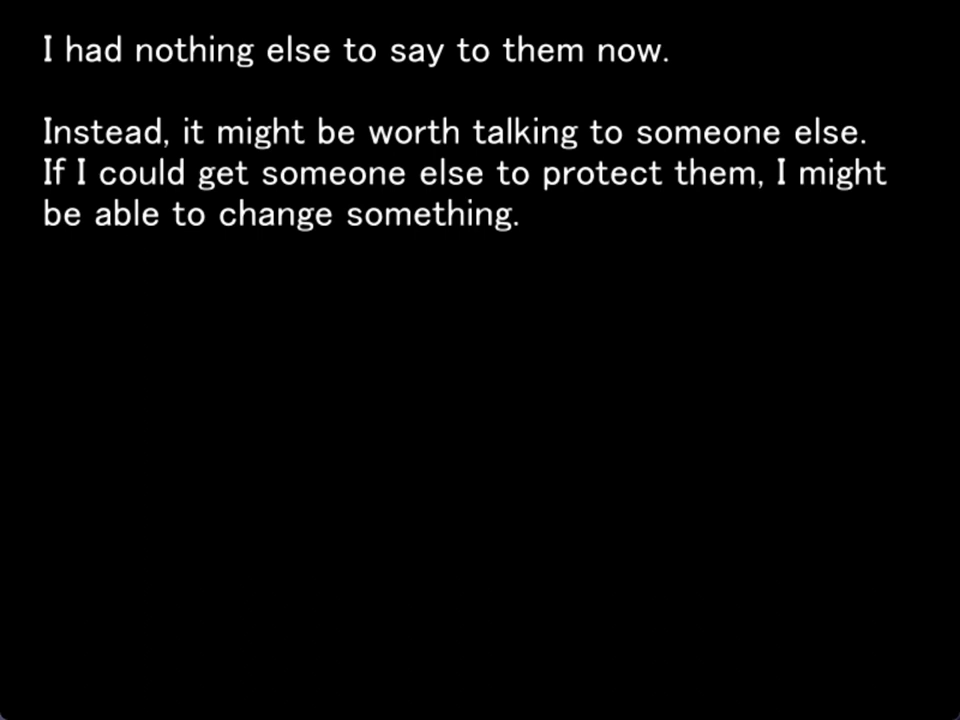 I had nothing else to say to them now.
Instead, it might be worth talking to someone else.
If I could get someone else to protect them, I might
be able to change something.